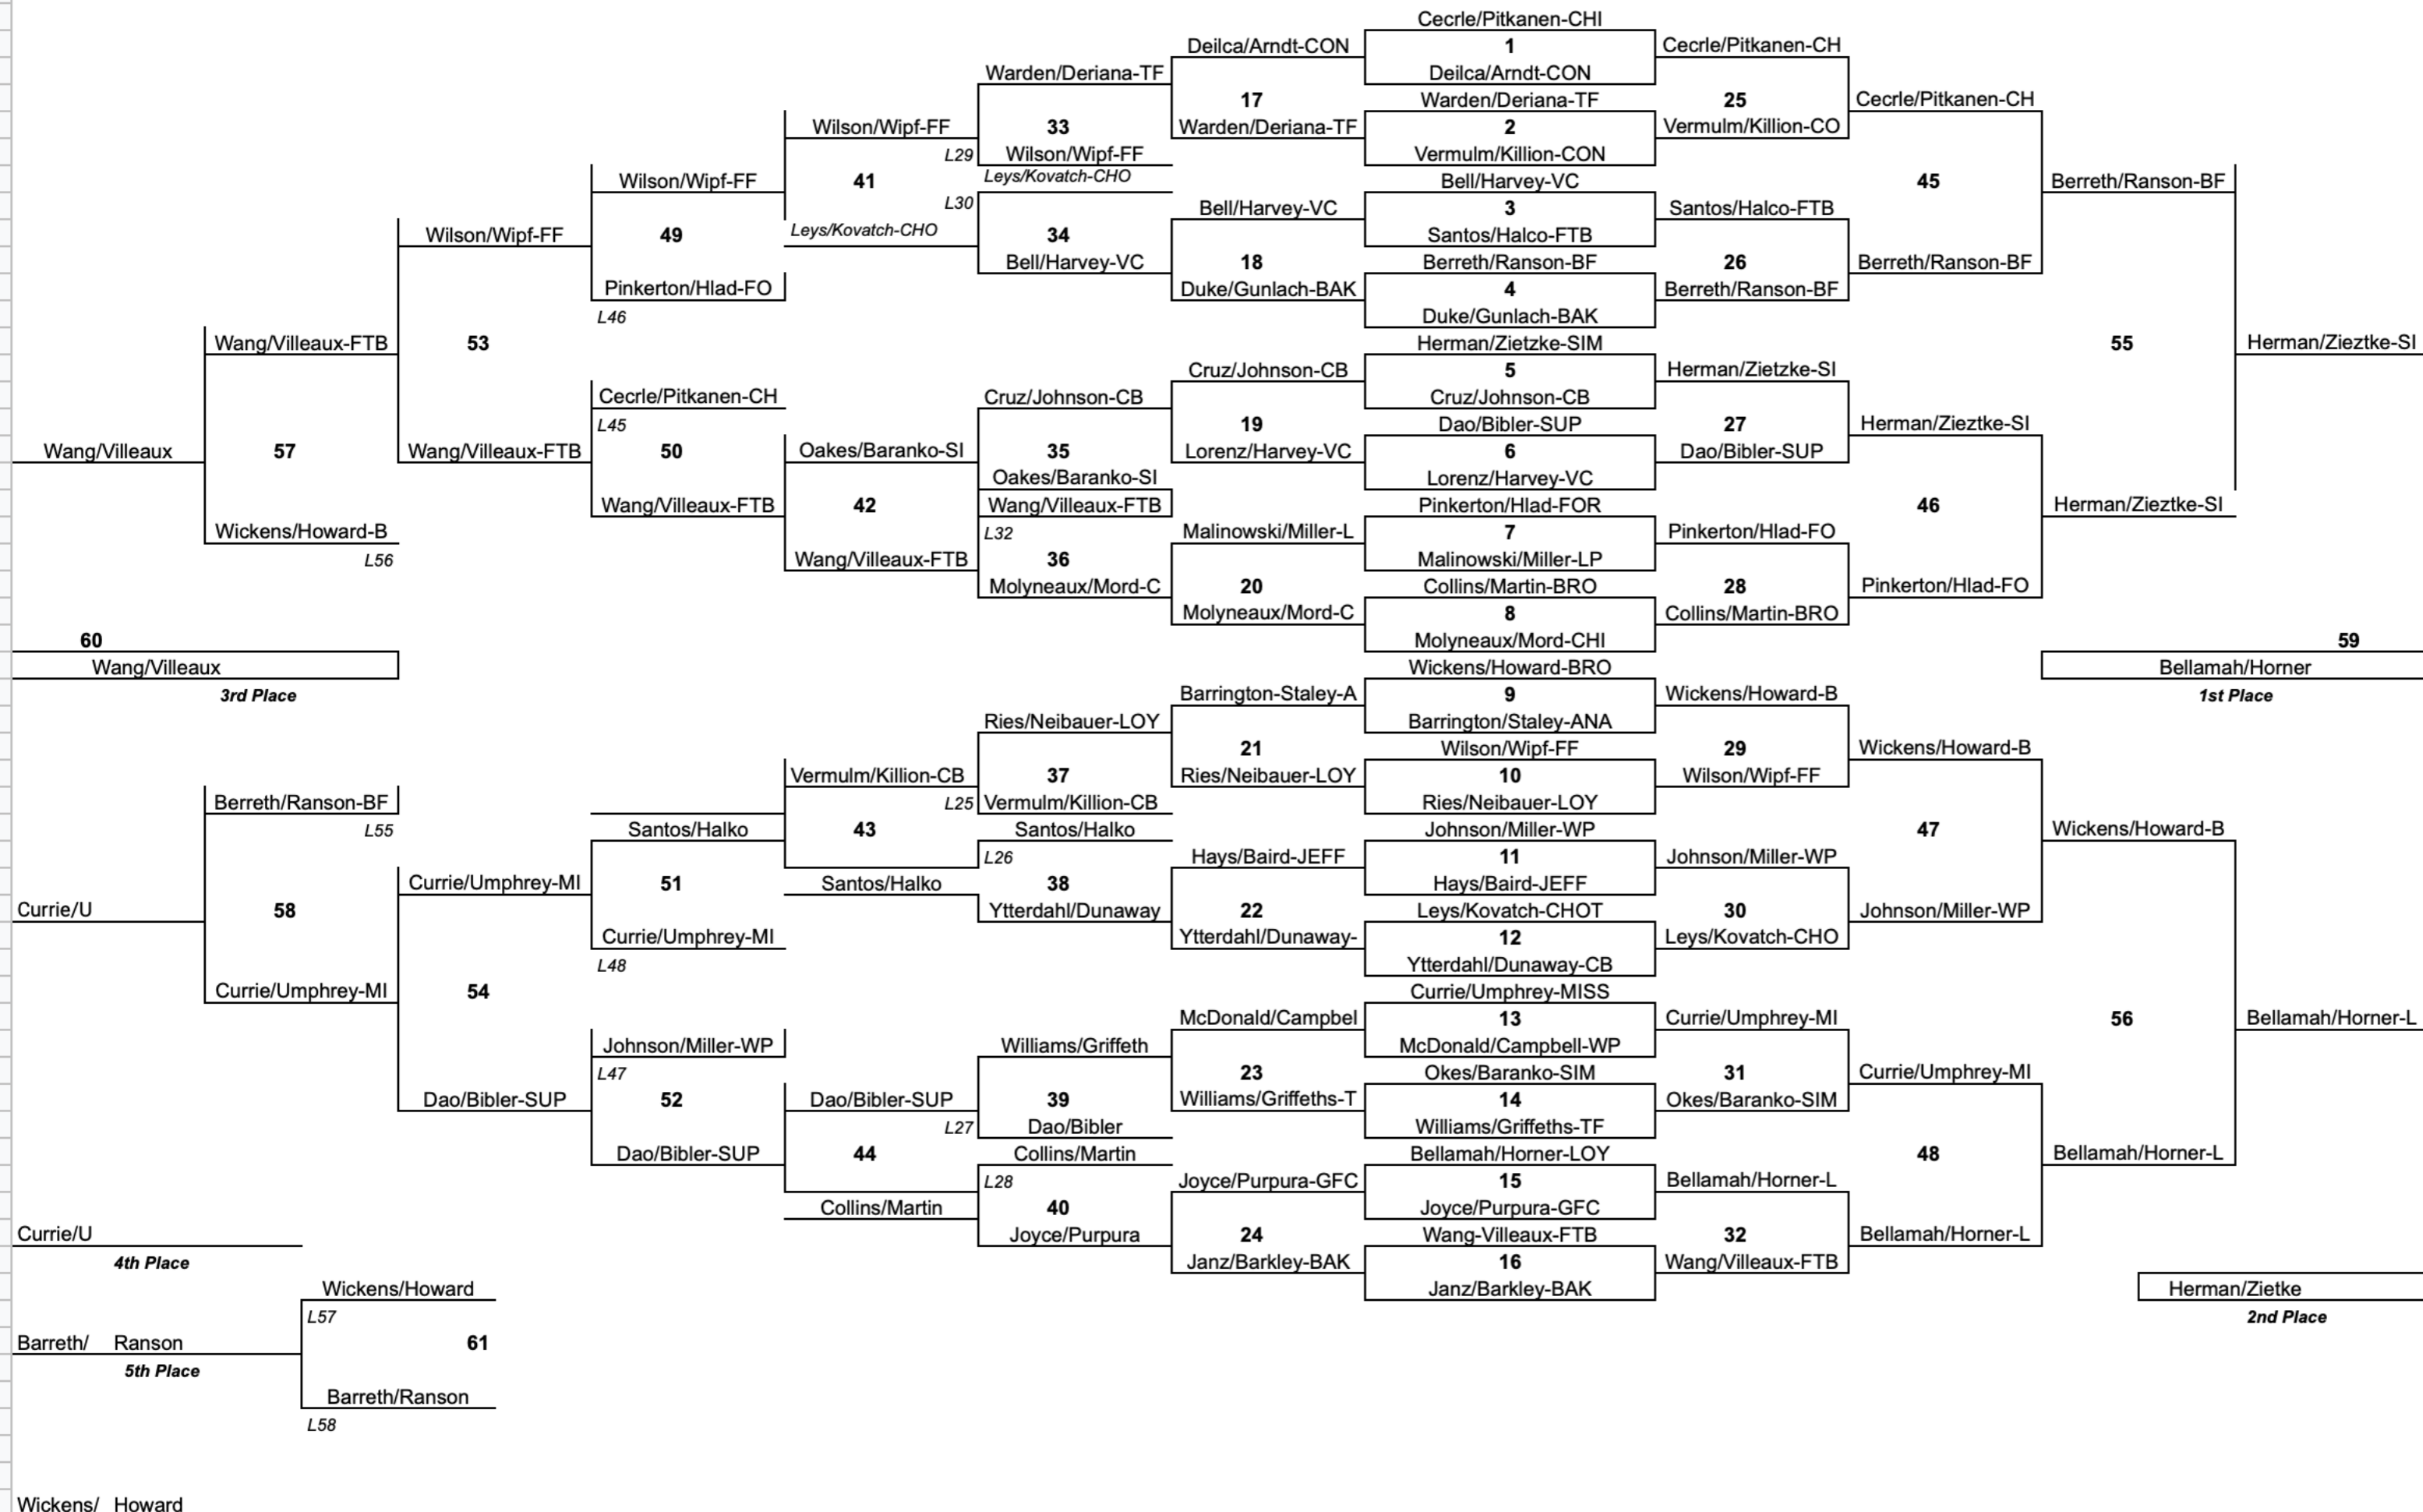 Cecrle/Pitkanen-CHI
Deilca/Arndt-CON 1 Cecrle/Pitkanen-CH
Warden/Deriana-TF Deilca/Arndt-CON
17 Warden/Deriana-TF 25 Cecrle/Pitkanen-CH
Wilson/Wipf-FF 33 Warden/Deriana-TF 2 Vermulm/Killion-CO
L29 Wilson/Wipf-FF Vermulm/Killion-CON
Leys/Kovatch-CHO
Wilson/Wipf-FF 41 Bell/Harvey-VC 45 Berreth/Ranson-BF
L30 Bell/Harvey-VC 3 Santos/Halco-FTB
Leys/Kovatch-CHO
Wilson/Wipf-FF 49 34 Santos/Halco-FTB
Bell/Harvey-VC 18 Berreth/Ranson-BF 26 Berreth/Ranson-BF
Pinkerton/Hlad-FO Duke/Gunlach-BAK 4 Berreth/Ranson-BF
L46 Duke/Gunlach-BAK
Wang/Villeaux-FTB 53 Herman/Zietzke-SIM 55 Herman/Zieztke-SI
Cruz/Johnson-CB 5 Herman/Zietzke-SI
Cecrle/Pitkanen-CH Cruz/Johnson-CB Cruz/Johnson-CB
L45 19 Dao/Bibler-SUP 27 Herman/Zieztke-SI
Wang/Villeaux 57 Wang/Villeaux-FTB 50 Oakes/Baranko-SI 35 Lorenz/Harvey-VC 6 Dao/Bibler-SUP
Oakes/Baranko-SI Lorenz/Harvey-VC
Wang/Villeaux-FTB 42 Wang/Villeaux-FTB Pinkerton/Hlad-FOR 46 Herman/Zieztke-SI
Wickens/Howard-B L32 Malinowski/Miller-L 7 Pinkerton/Hlad-FO
L56 Wang/Villeaux-FTB 36 Malinowski/Miller-LP
Molyneaux/Mord-C 20 Collins/Martin-BRO 28 Pinkerton/Hlad-FO
Molyneaux/Mord-C 8 Collins/Martin-BRO
60 Molyneaux/Mord-CHI 59
Wang/Villeaux Wickens/Howard-BRO Bellamah/Horner
3rd Place Barrington-Staley-A 9 Wickens/Howard-B 1st Place
Ries/Neibauer-LOY Barrington/Staley-ANA
21 Wilson/Wipf-FF 29 Wickens/Howard-B
Vermulm/Killion-CB 37 Ries/Neibauer-LOY 10 Wilson/Wipf-FF
Berreth/Ranson-BF L25 Vermulm/Killion-CB Ries/Neibauer-LOY
L55 Santos/Halko 43 Santos/Halko Johnson/Miller-WP 47 Wickens/Howard-B
L26 Hays/Baird-JEFF 11 Johnson/Miller-WP
Currie/Umphrey-MI 51 Santos/Halko 38 Hays/Baird-JEFF
Currie/U 58 Ytterdahl/Dunaway 22 Leys/Kovatch-CHOT 30 Johnson/Miller-WP
Currie/Umphrey-MI Ytterdahl/Dunaway- 12 Leys/Kovatch-CHO
L48 Ytterdahl/Dunaway-CB
Currie/Umphrey-MI 54 Currie/Umphrey-MISS
McDonald/Campbel 13 Currie/Umphrey-MI 56 Bellamah/Horner-L
Johnson/Miller-WP Williams/Griffeth McDonald/Campbell-WP
L47 23 Okes/Baranko-SIM 31 Currie/Umphrey-MI
Dao/Bibler-SUP 52 Dao/Bibler-SUP 39 Williams/Griffeths-T 14 Okes/Baranko-SIM
L27 Dao/Bibler Williams/Griffeths-TF
Dao/Bibler-SUP 44 Collins/Martin Bellamah/Horner-LOY 48 Bellamah/Horner-L
L28 Joyce/Purpura-GFC 15 Bellamah/Horner-L
Collins/Martin 40 Joyce/Purpura-GFC
Currie/U Joyce/Purpura 24 Wang-Villeaux-FTB 32 Bellamah/Horner-L
4th Place Janz/Barkley-BAK 16 Wang/Villeaux-FTB
Wickens/Howard Janz/Barkley-BAK Herman/Zietke
L57 2nd Place
Barreth/ Ranson 61
5th Place
Barreth/Ranson
L58
Wickens/ Howard